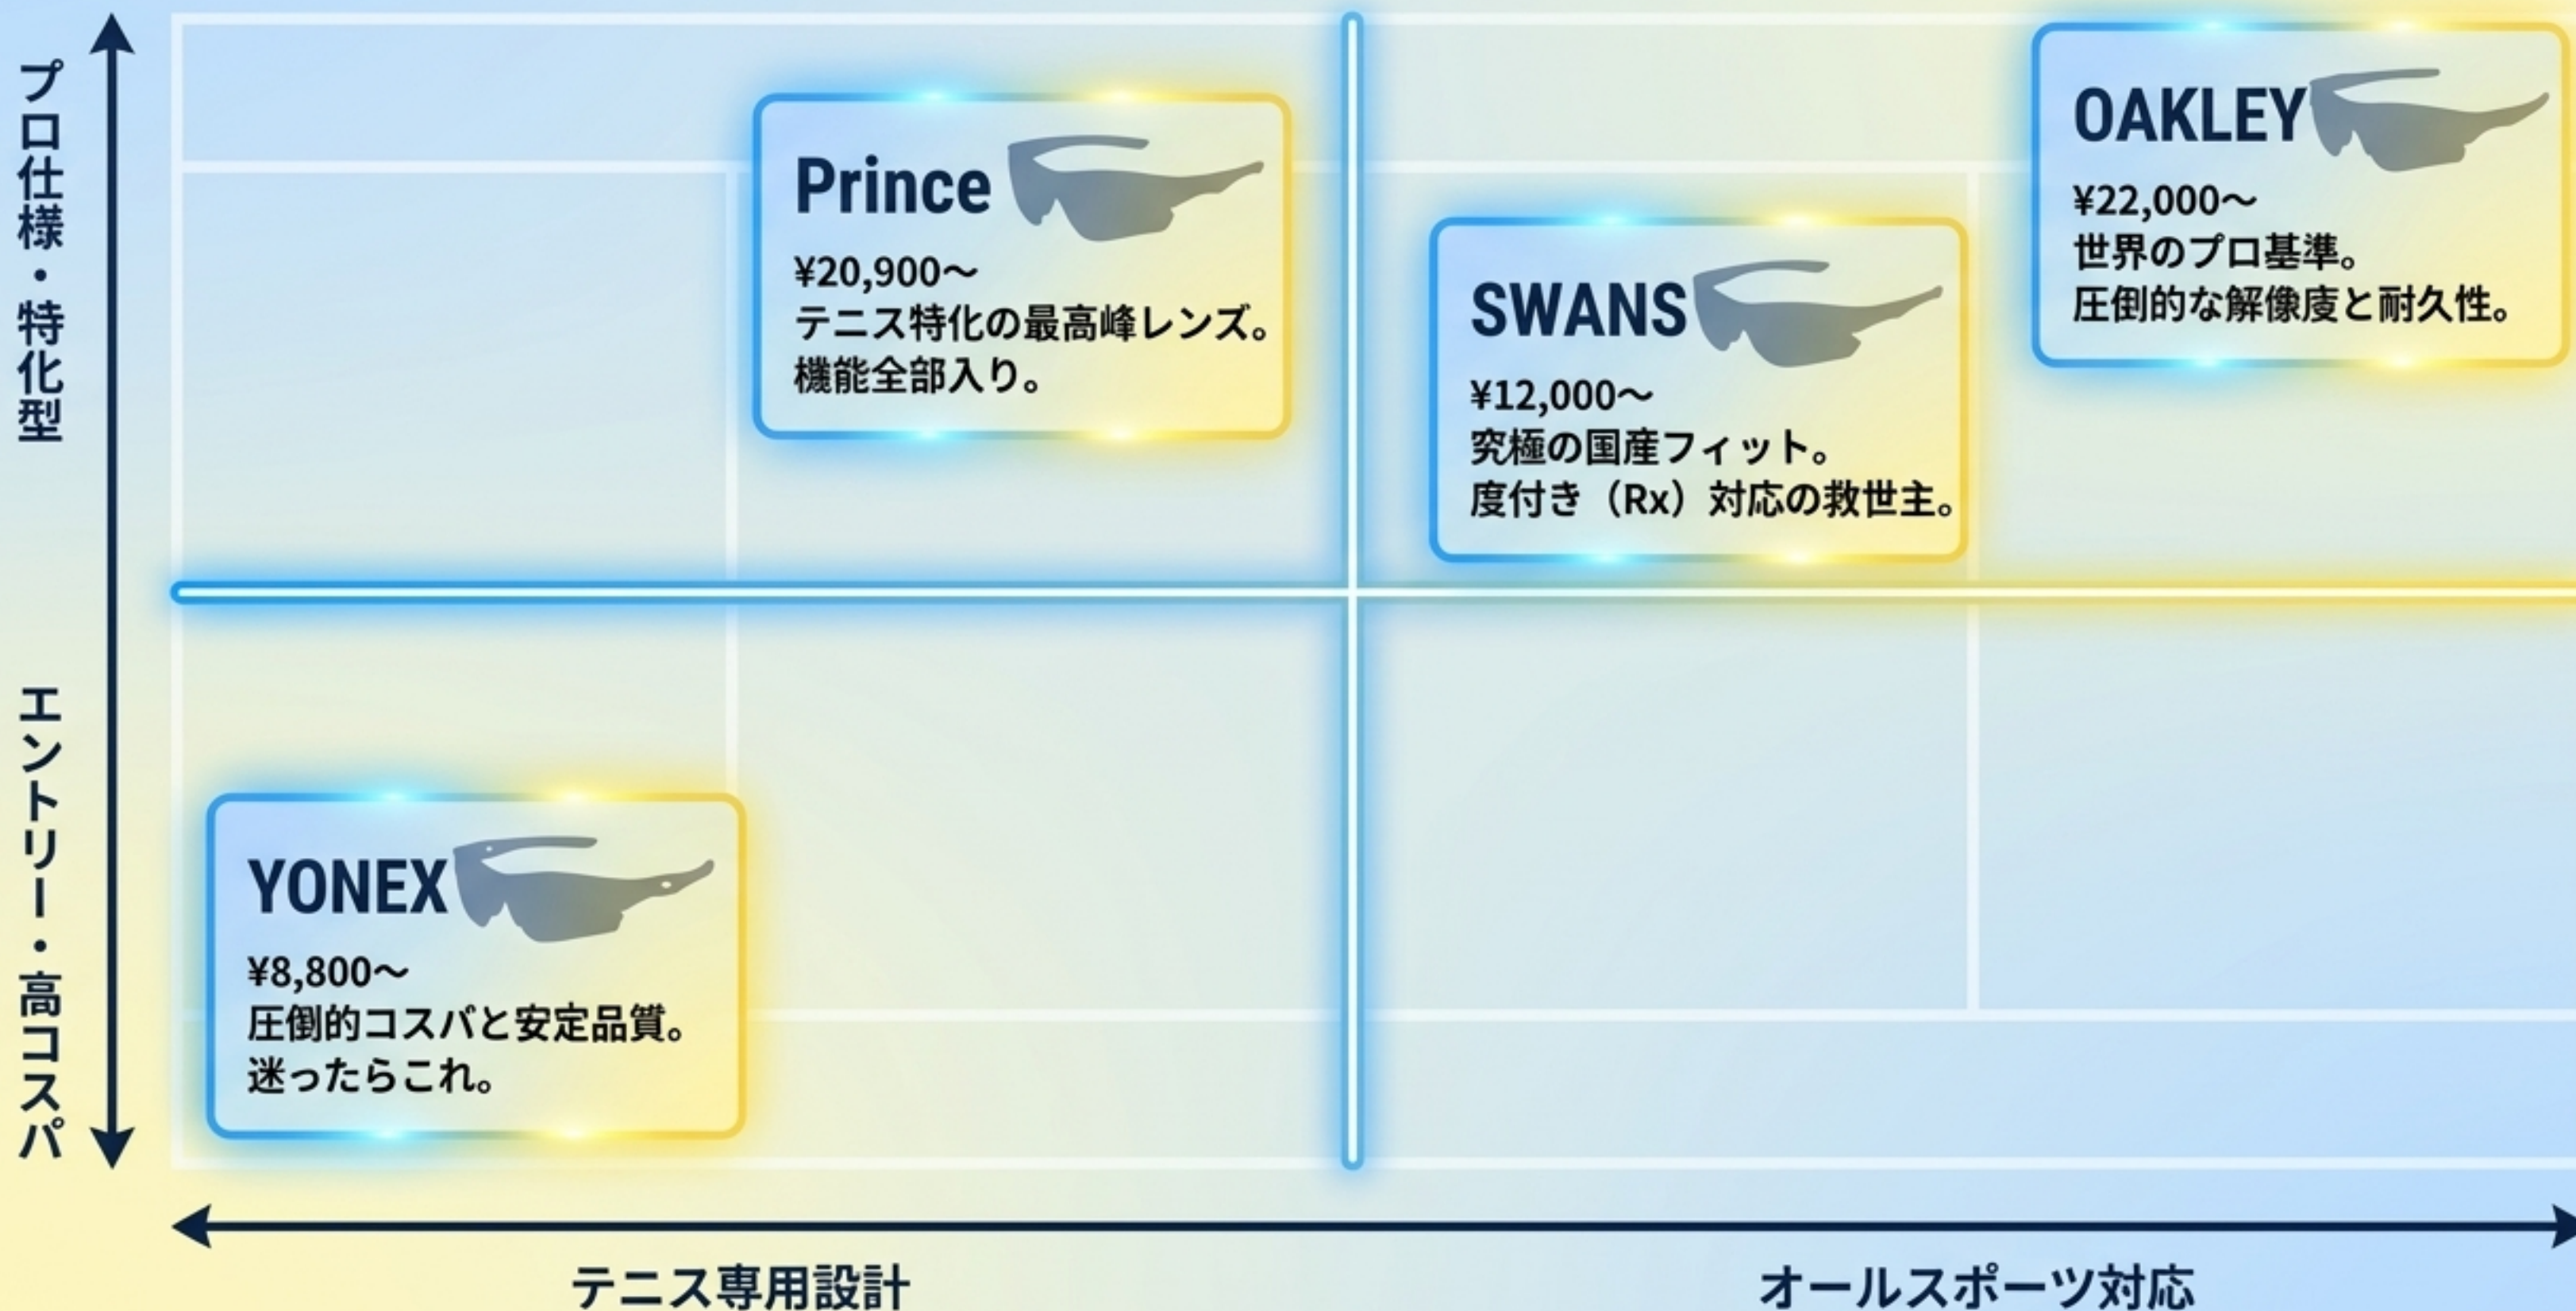 プロ仕様・特化型
エントリー・高コスパ
Prince
¥20,900～
テニス特化の最高峰レンズ。
機能全部入り。
SWANS
¥12,000～
究極の国産フィット。
度付き（Rx）対応の救世主。
OAKLEY
¥22,000～
世界のプロ基準。
圧倒的な解像度と耐久性。
YONEX
¥8,800～
圧倒的コスパと安定品質。
迷ったらこれ。
テニス専用設計
オールスポーツ対応